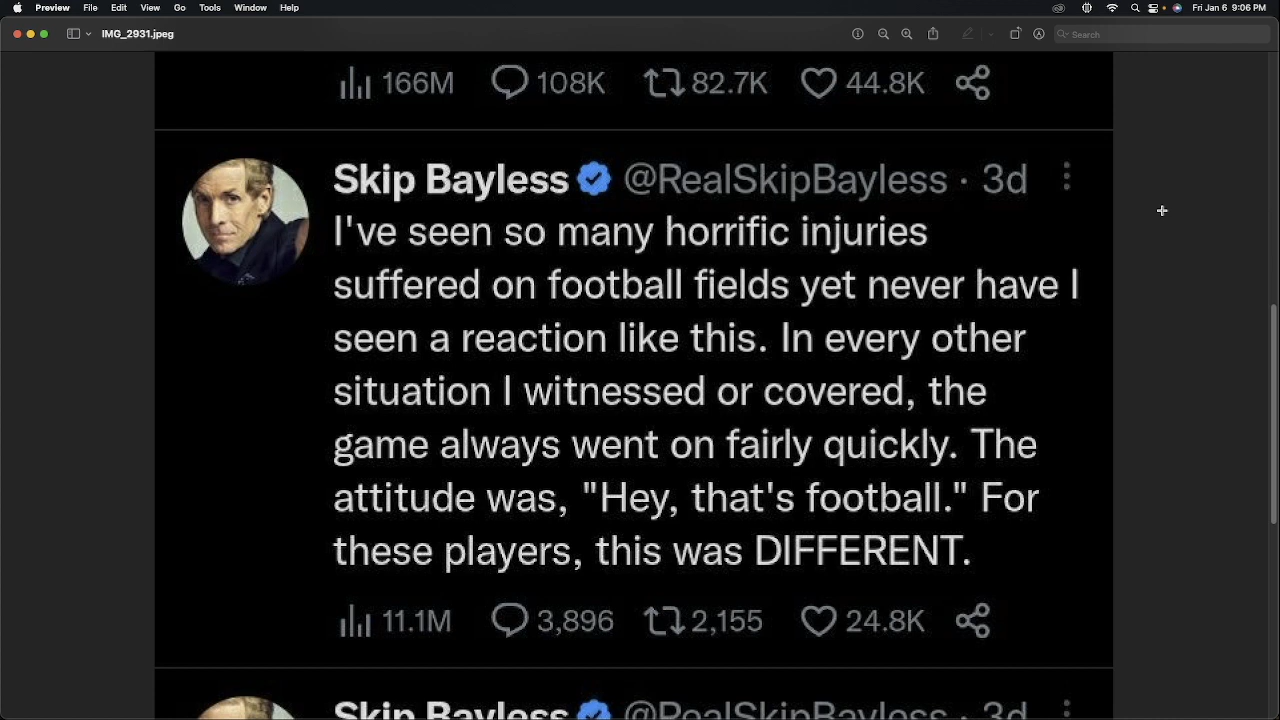 Preview File Edit View Go Tools Window Help Fri Jan 6 9:06 PM
IMG_2931.jpeg Search
166M 108K 82.7K 44.8K
Skip Bayless @RealSkipBayless · 3d
I've seen so many horrific injuries
suffered on football fields yet never have I
seen a reaction like this. In every other
situation I witnessed or covered, the
game always went on fairly quickly. The
attitude was, "Hey, that's football." For
these players, this was DIFFERENT.
11.1M 3,896 2,155 24.8K
Skip Bayless @RealSkipBayless · 3d